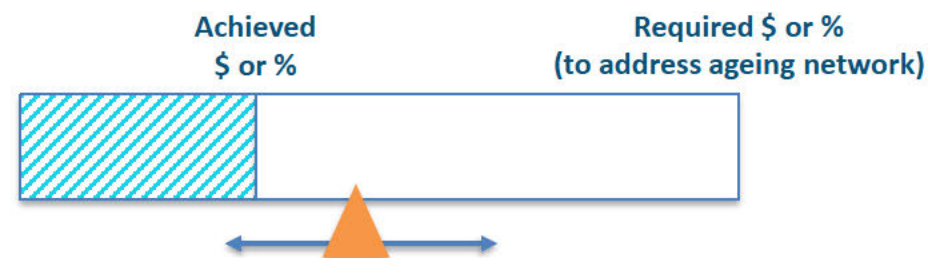 Achieved
$ or %
Required $ or %
(to address ageing network)